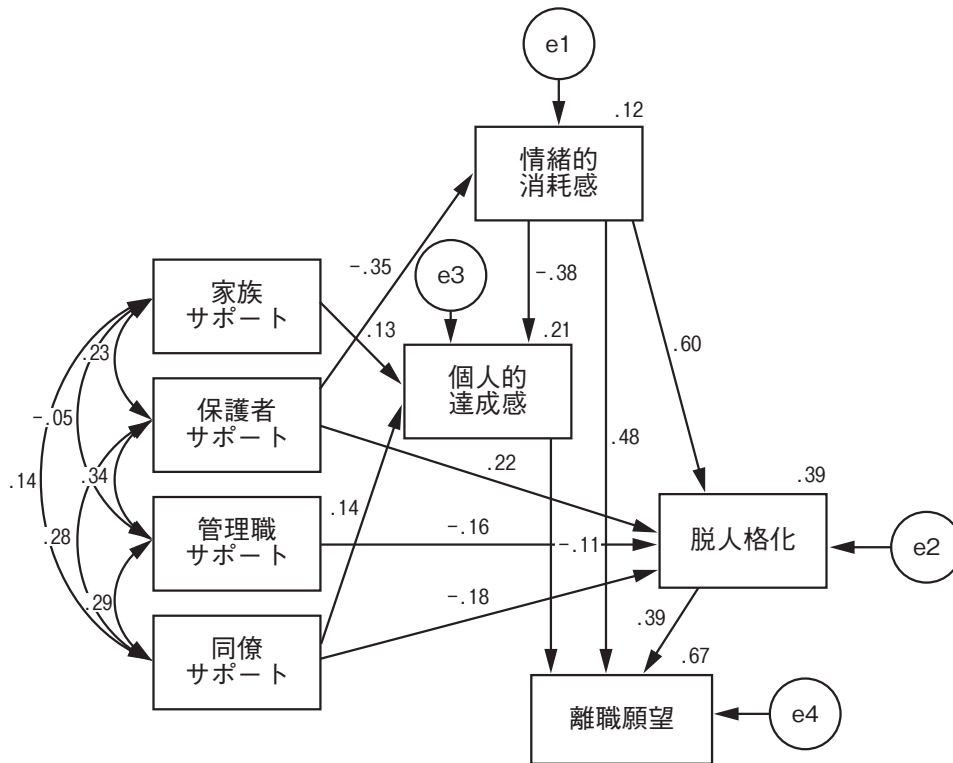 e1
.12
情緒的
消耗感
-.35
e3
-.38
家族
サポート
.13
.21
.23
個人的
達成感
.60
保護者
サポート
-.05
.48
.22
.39
.14
.34
.14
管理職
サポート
-.16
-.11
脱人格化
e2
.28
.29
-.18
.39
同僚
サポート
.67
離職願望
e4